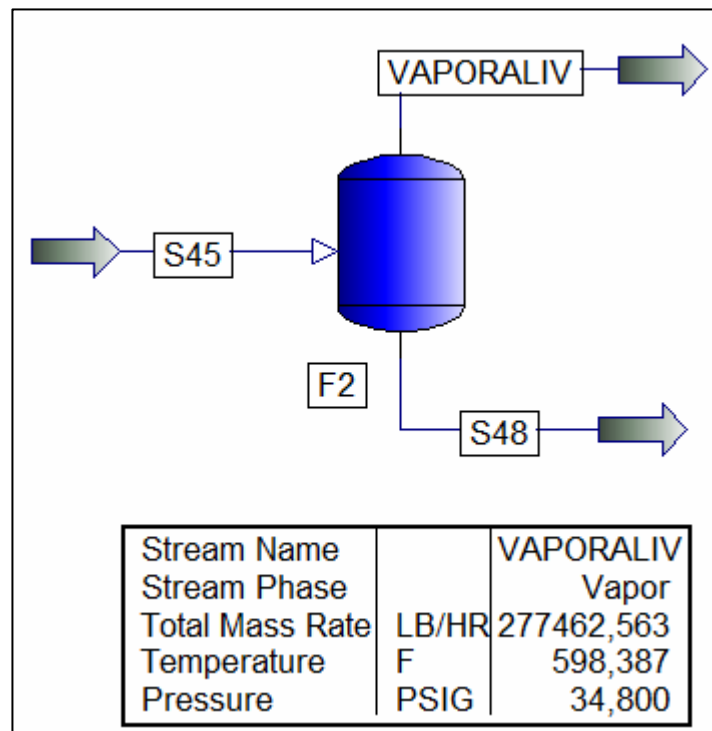 VAPORALIV
S45
F2
S48
Stream Name VAPORALIV
Stream Phase Vapor
Total Mass Rate LB/HR 277462,563
Temperature F 598,387
Pressure PSIG 34,800